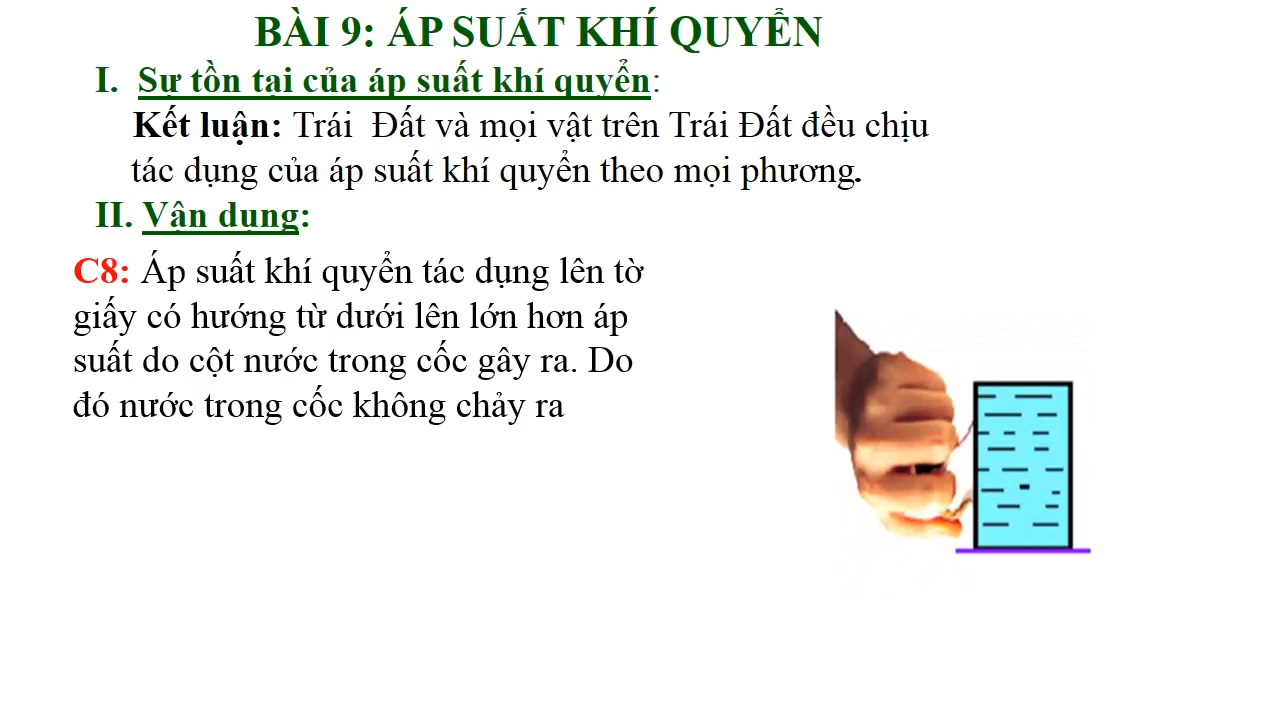 BÀI 9: ÁP SUẤT KHÍ QUYỂN
I. Sự tồn tại của áp suất khí quyển:
Kết luận: Trái Đất và mọi vật trên Trái Đất đều chịu
tác dụng của áp suất khí quyển theo mọi phương.
II. Vận dụng:
C8: Áp suất khí quyển tác dụng lên tờ
giấy có hướng từ dưới lên lớn hơn áp
suất do cột nước trong cốc gây ra. Do
đó nước trong cốc không chảy ra